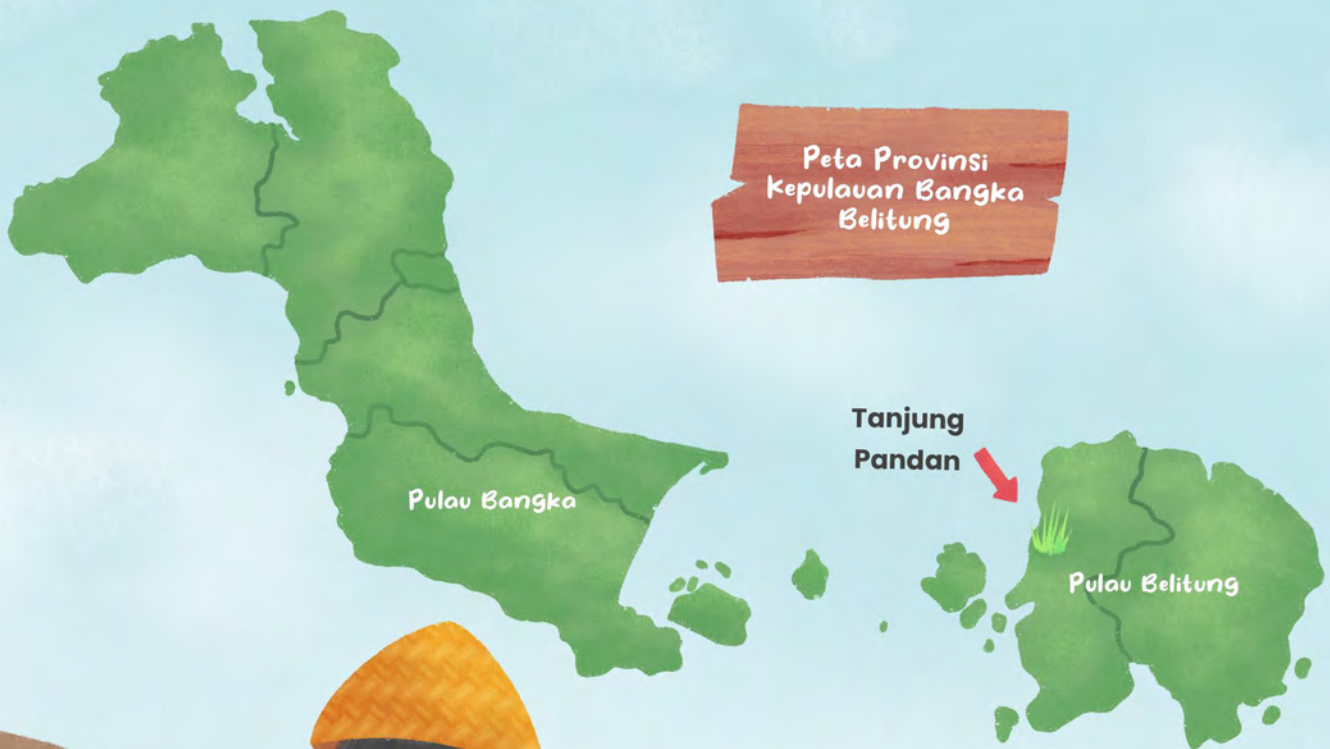 Peta Provinsi
Kepulauan Bangka
Belitung
Tanjung
Pandan
Pulau Bangka
Pulau Belitung